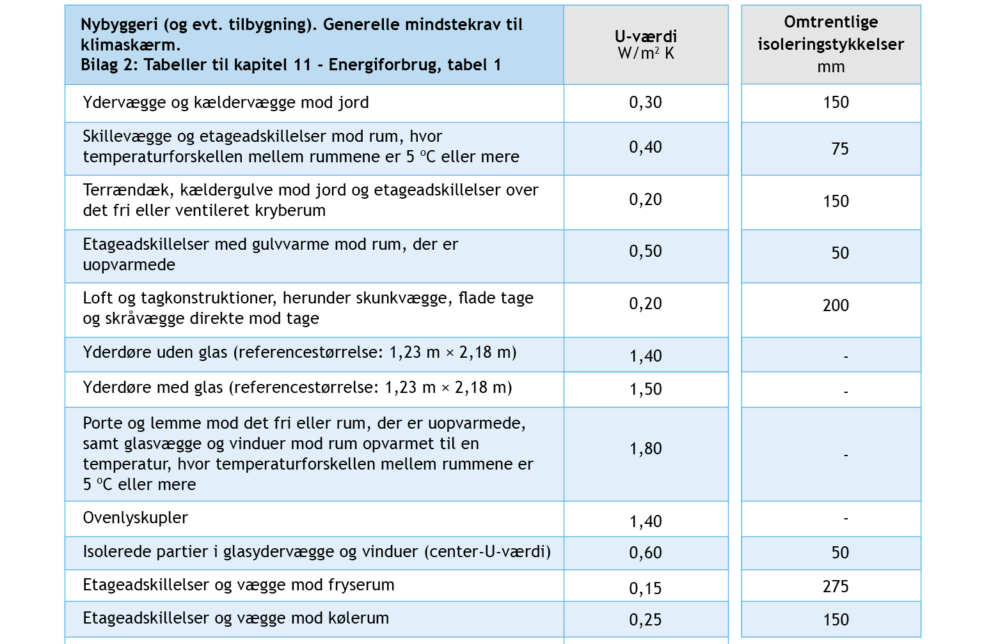 Nybyggeri (og evt. tilbygning). Generelle mindstekrav til
klimaskærm.
Bilag 2: Tabeller til kapitel 11 - Energiforbrug, tabel 1
U-værdi
W/m² K
Omtrentlige
isoleringstykkelser
mm
Ydervægge og kældervægge mod jord
0,30
150
Skillevægge og etageadskillelser mod rum, hvor
temperaturforskellen mellem rummene er 5 ºC eller mere
0,40
75
Terrændæk, kældergulve mod jord og etageadskillelser over
det fri eller ventileret kryberum
0,20
150
Etageadskillelser med gulvvarme mod rum, der er
uopvarmede
0,50
50
Loft og tagkonstruktioner, herunder skunkvægge, flade tage
og skråvægge direkte mod tage
0,20
200
Yderdøre uden glas (referencestørrelse: 1,23 m × 2,18 m)
1,40
-
Yderdøre med glas (referencestørrelse: 1,23 m × 2,18 m)
1,50
-
Porte og lemme mod det fri eller rum, der er uopvarmede,
samt glasvægge og vinduer mod rum opvarmet til en
temperatur, hvor temperaturforskellen mellem rummene er
5 ºC eller mere
1,80
-
Ovenlyskupler
1,40
-
Isolerede partier i glasydervægge og vinduer (center-U-værdi)
0,60
50
Etageadskillelser og vægge mod fryserum
0,15
275
Etageadskillelser og vægge mod kølerum
0,25
150